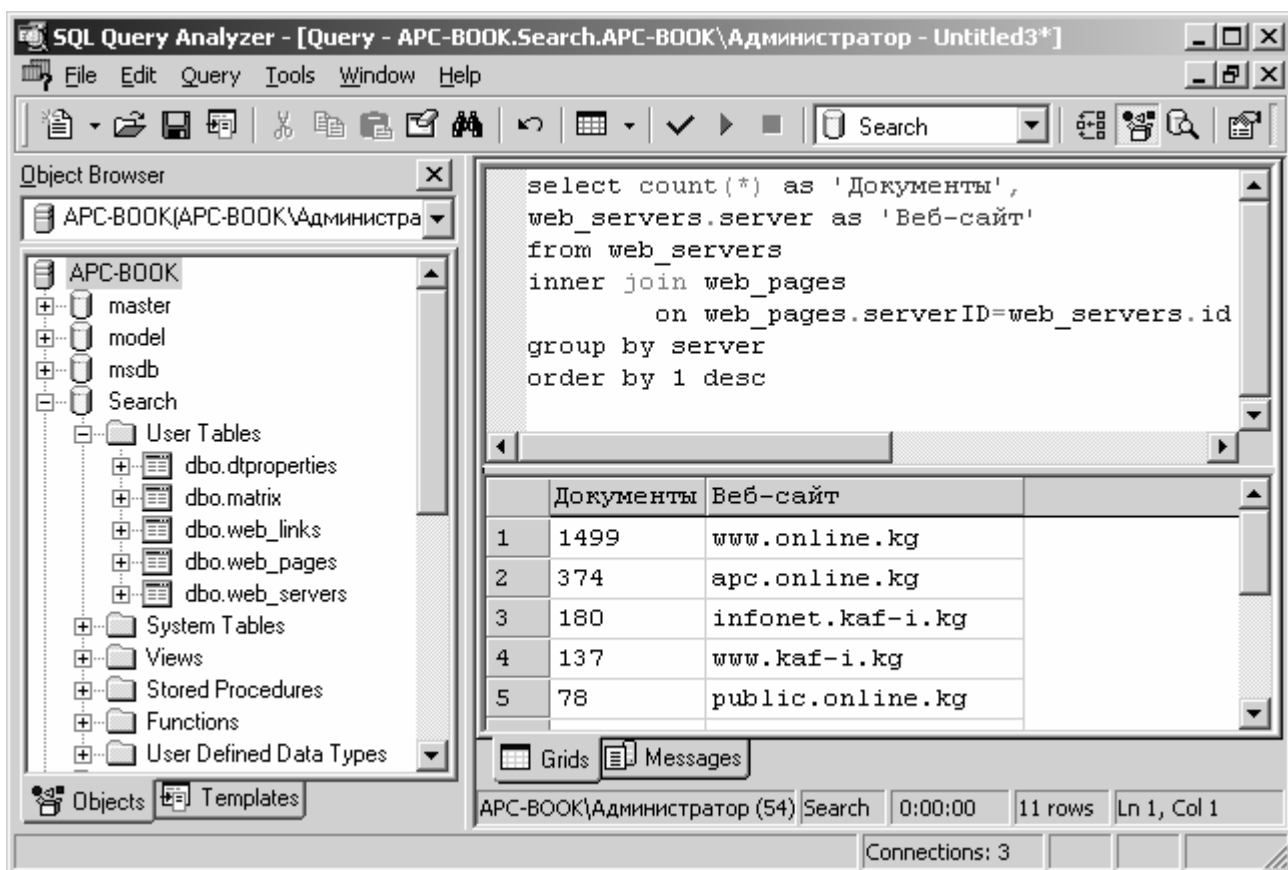 SQL Query Analyzer - [Query - APC-BOOK.Search.APC-BOOK\Администратор - Untitled3*]
File Edit Query Tools Window Help
Search
Object Browser
APC-BOOK(APC-BOOK\Администра
APC-BOOK
master
model
msdb
Search
User Tables
dbo.dtproperties
dbo.matrix
dbo.web_links
dbo.web_pages
dbo.web_servers
System Tables
Views
Stored Procedures
Functions
User Defined Data Types
Objects Templates
select count(*) as 'Документы',
web_servers.server as 'Веб-сайт'
from web_servers
inner join web_pages
on web_pages.serverID=web_servers.id
group by server
order by 1 desc
Документы Веб-сайт
1 1499 www.online.kg
2 374 apc.online.kg
3 180 infonet.kaf-i.kg
4 137 www.kaf-i.kg
5 78 public.online.kg
Grids Messages
APC-BOOK\Администратор (54) Search 0:00:00 11 rows Ln 1, Col 1
Connections: 3